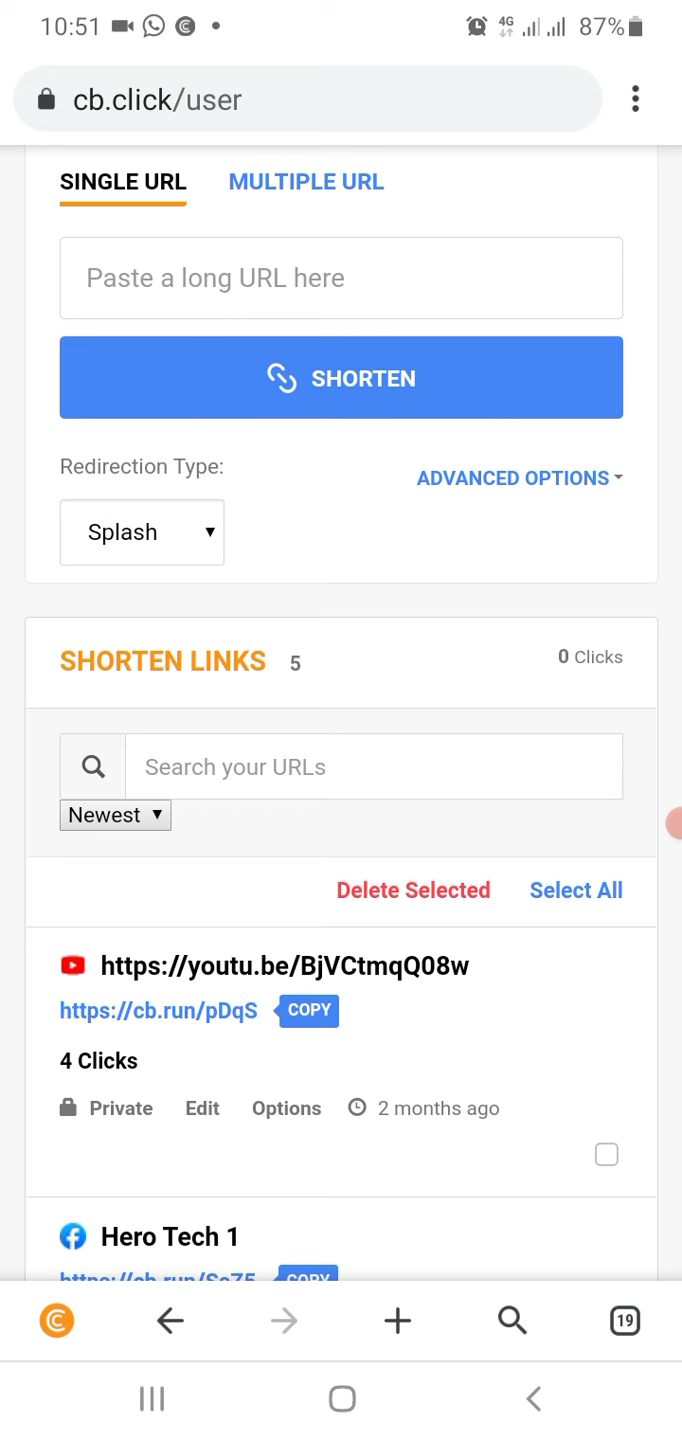 10:51 4G 87%
cb.click/user
SINGLE URL MULTIPLE URL
Paste a long URL here
SHORTEN
Redirection Type:
ADVANCED OPTIONS
Splash
SHORTEN LINKS 5 0 Clicks
Search your URLs
Newest
Delete Selected Select All
https://youtu.be/BjVCtmqQ08w
https://cb.run/pDqS COPY
4 Clicks
Private Edit Options 2 months ago
Hero Tech 1
COPY
19